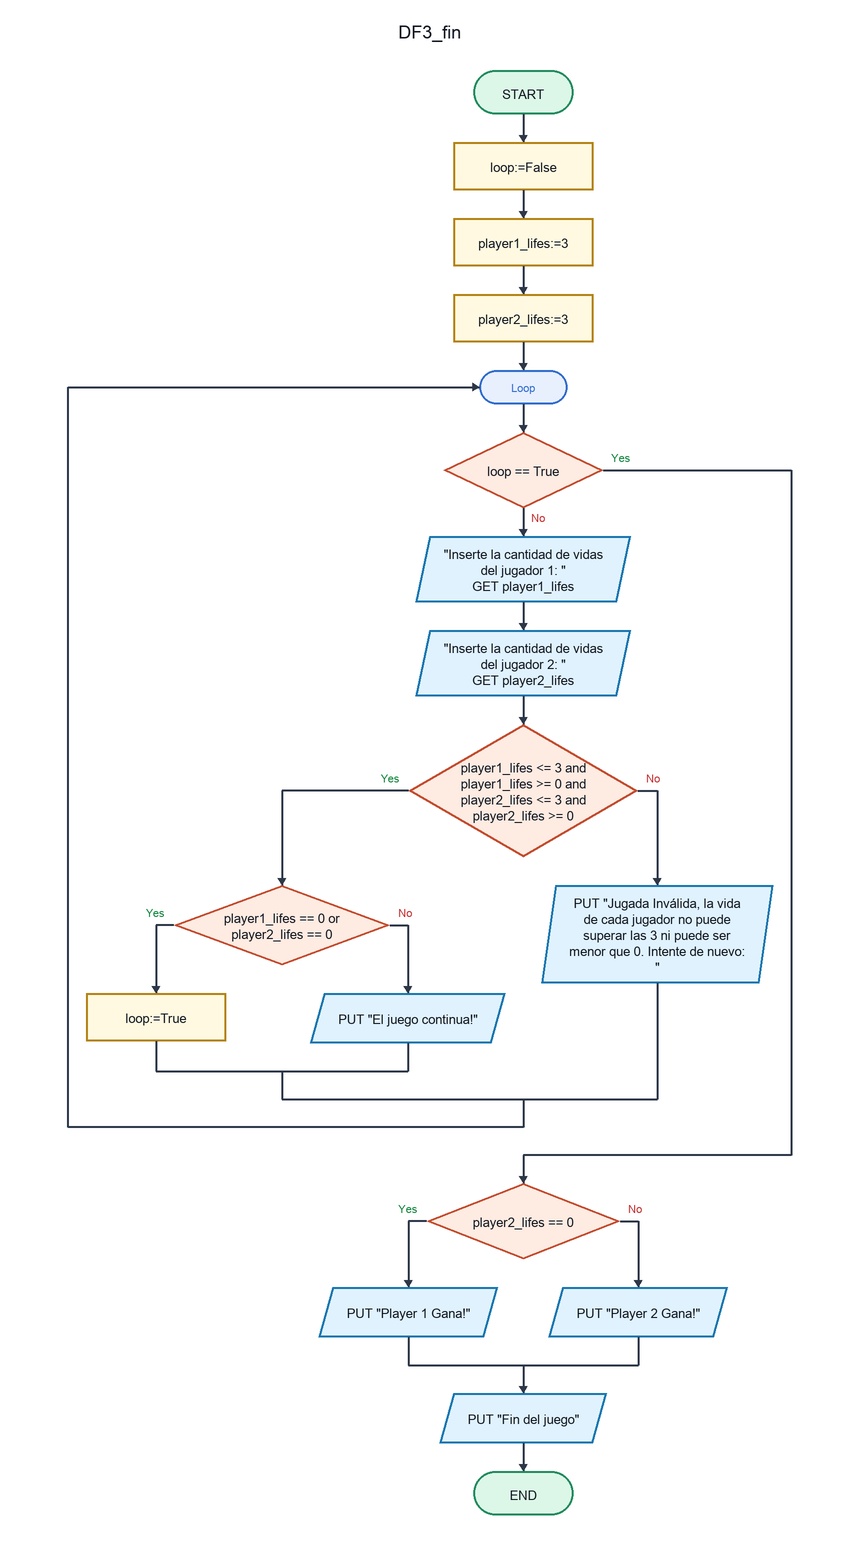 DF3_fin
START
loop:=False
player1_lifes:=3
player2_lifes:=3
Loop
loop == True
Yes
No
"Inserte la cantidad de vidas
del jugador 1: "
GET player1_lifes
"Inserte la cantidad de vidas
del jugador 2: "
GET player2_lifes
player1_lifes <= 3 and
player1_lifes >= 0 and
player2_lifes <= 3 and
player2_lifes >= 0
Yes
No
player1_lifes == 0 or
player2_lifes == 0
Yes
No
PUT "Jugada Inválida, la vida
de cada jugador no puede
superar las 3 ni puede ser
menor que 0. Intente de nuevo:
"
loop:=True
PUT "El juego continua!"
player2_lifes == 0
Yes
No
PUT "Player 1 Gana!"
PUT "Player 2 Gana!"
PUT "Fin del juego"
END